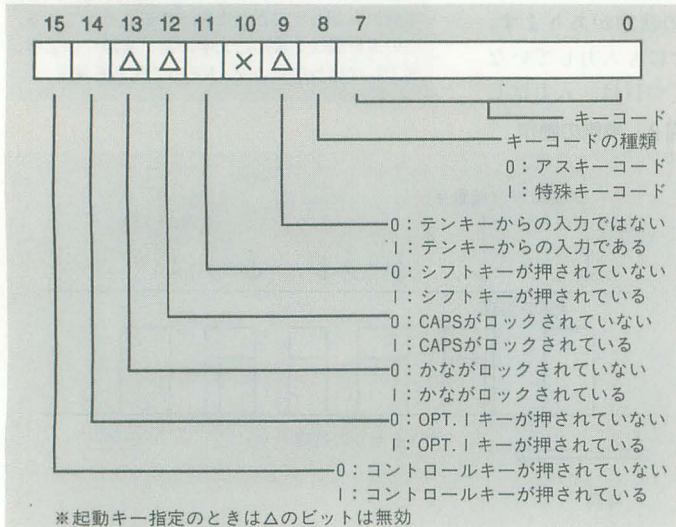 15 14 13 12 11 10 9 8 7 0
△ △ × △
キーコード
キーコードの種類
0:アスキーコード
1:特殊キーコード
0:テンキーからの入力ではない
1:テンキーからの入力である
0:シフトキーが押されていない
1:シフトキーが押されている
0:CAPSがロックされていない
1:CAPSがロックされている
0:かながロックされていない
1:かながロックされている
0:OPT.1キーが押されていない
1:OPT.1キーが押されている
0:コントロールキーが押されていない
1:コントロールキーが押されている
※起動キー指定のときは△のビットは無効